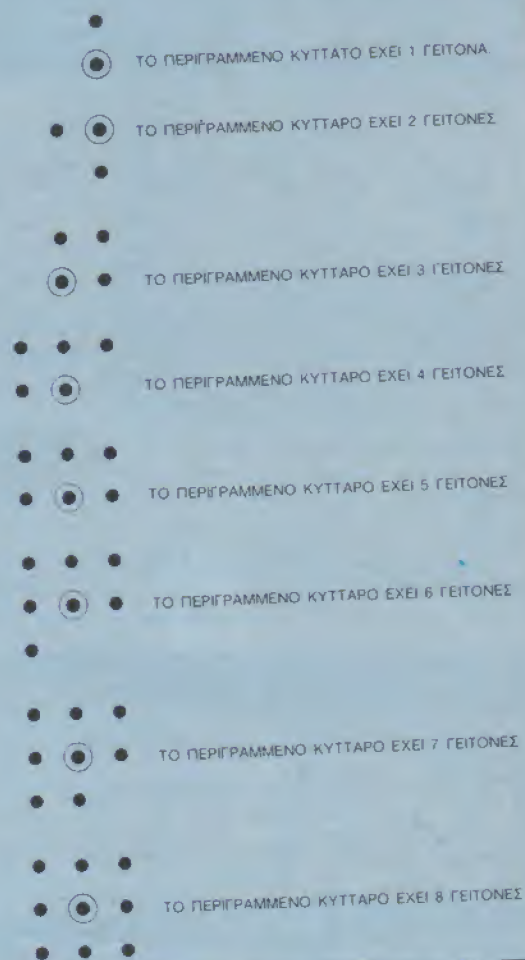 ΤΟ ΠΕΡΙΓΡΑΜΜΕΝΟ ΚΥΤΤΑΤΟ ΕΧΕΙ 1 ΓΕΙΤΟΝΑ.
ΤΟ ΠΕΡΙΓΡΑΜΜΕΝΟ ΚΥΤΤΑΡΟ ΕΧΕΙ 2 ΓΕΙΤΟΝΕΣ
ΤΟ ΠΕΡΙΓΡΑΜΜΕΝΟ ΚΥΤΤΑΡΟ ΕΧΕΙ 3 ΓΕΙΤΟΝΕΣ
ΤΟ ΠΕΡΙΓΡΑΜΜΕΝΟ ΚΥΤΤΑΡΟ ΕΧΕΙ 4 ΓΕΙΤΟΝΕΣ
ΤΟ ΠΕΡΙΓΡΑΜΜΕΝΟ ΚΥΤΤΑΡΟ ΕΧΕΙ 5 ΓΕΙΤΟΝΕΣ
ΤΟ ΠΕΡΙΓΡΑΜΜΕΝΟ ΚΥΤΤΑΡΟ ΕΧΕΙ 6 ΓΕΙΤΟΝΕΣ
ΤΟ ΠΕΡΙΓΡΑΜΜΕΝΟ ΚΥΤΤΑΡΟ ΕΧΕΙ 7 ΓΕΙΤΟΝΕΣ
ΤΟ ΠΕΡΙΓΡΑΜΜΕΝΟ ΚΥΤΤΑΡΟ ΕΧΕΙ 8 ΓΕΙΤΟΝΕΣ